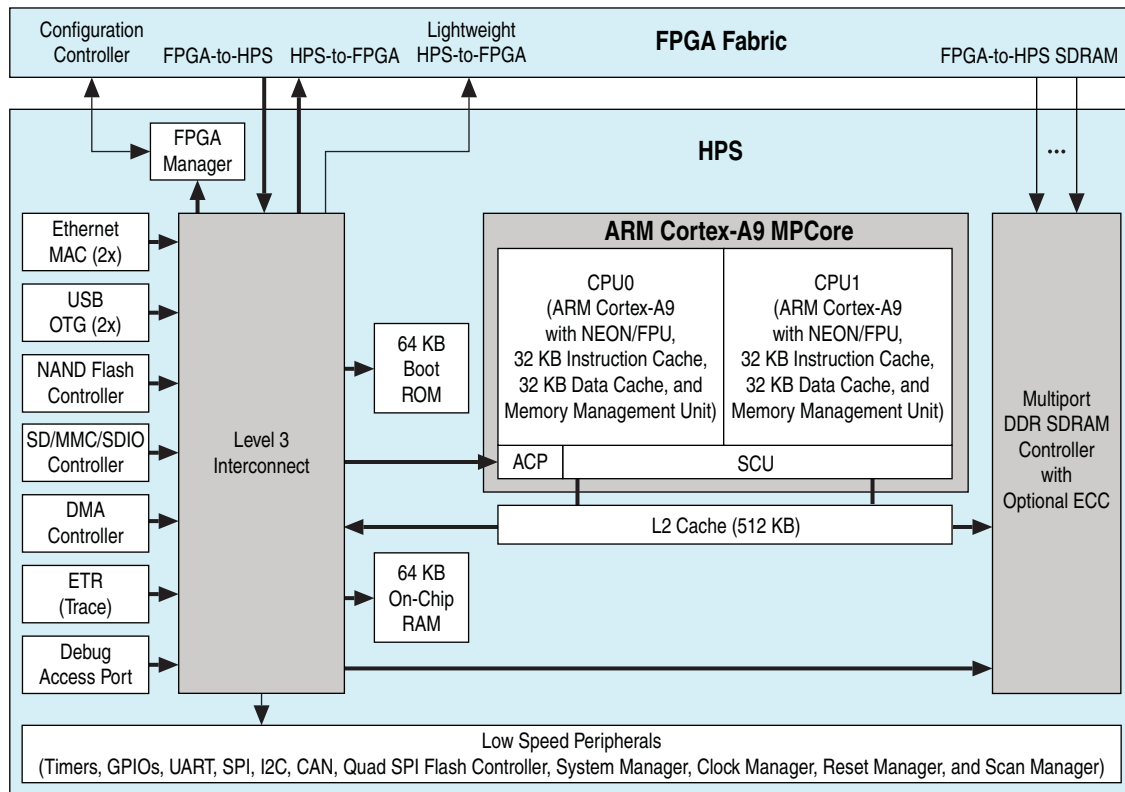 Configuration
Controller
FPGA-to-HPS
HPS-to-FPGA
Lightweight
HPS-to-FPGA
FPGA Fabric
FPGA-to-HPS SDRAM
FPGA
Manager
HPS
...
Ethernet
MAC (2x)
USB
OTG (2x)
NAND Flash
Controller
SD/MMC/SDIO
Controller
DMA
Controller
ETR
(Trace)
Debug
Access Port
Level 3
Interconnect
64 KB
Boot
ROM
64 KB
On-Chip
RAM
ARM Cortex-A9 MPCore
CPU0
(ARM Cortex-A9
with NEON/FPU,
32 KB Instruction Cache,
32 KB Data Cache, and
Memory Management Unit)
CPU1
(ARM Cortex-A9
with NEON/FPU,
32 KB Instruction Cache,
32 KB Data Cache, and
Memory Management Unit)
ACP
SCU
L2 Cache (512 KB)
Multiport
DDR SDRAM
Controller
with
Optional ECC
Low Speed Peripherals
(Timers, GPIOs, UART, SPI, I2C, CAN, Quad SPI Flash Controller, System Manager, Clock Manager, Reset Manager, and Scan Manager)